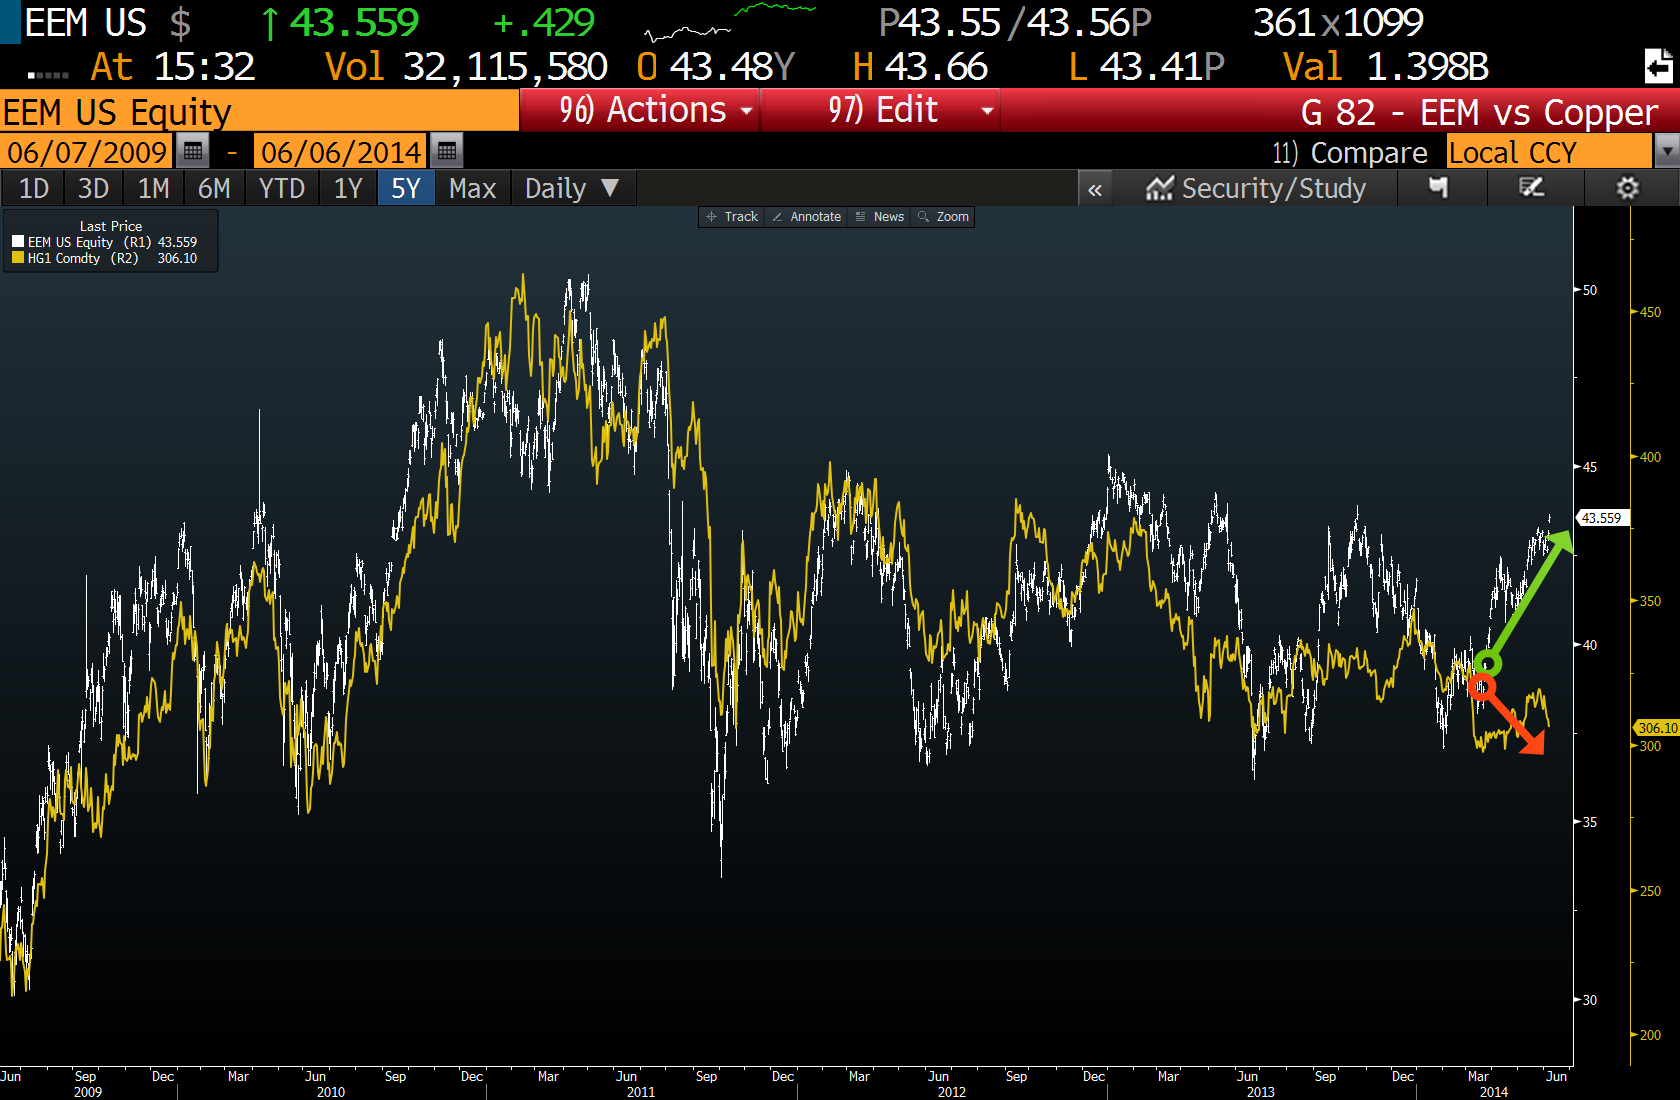 EEM US $ ↑ 43.559 +.429 P43.55 /43.56P 361x1099
At 15:32 Vol 32,115,580 O 43.48Y H 43.66 L 43.41P Val 1.398B
EEM US Equity 96) Actions 97) Edit G 82 - EEM vs Copper
06/07/2009 - 06/06/2014 11) Compare Local CCY
1D 3D 1M 6M YTD 1Y 5Y Max Daily ▼ « Security/Study
Track Annotate News Zoom
Last Price
EEM US Equity (R1) 43.559
HG1 Comdty (R2) 306.10
50
450
400
45
43.559
350
40
306.10
300
35
250
30
200
Jun Sep Dec Mar Jun Sep Dec Mar Jun Sep Dec Mar Jun Sep Dec Mar Jun Sep Dec Mar Jun
2009 2010 2011 2012 2013 2014